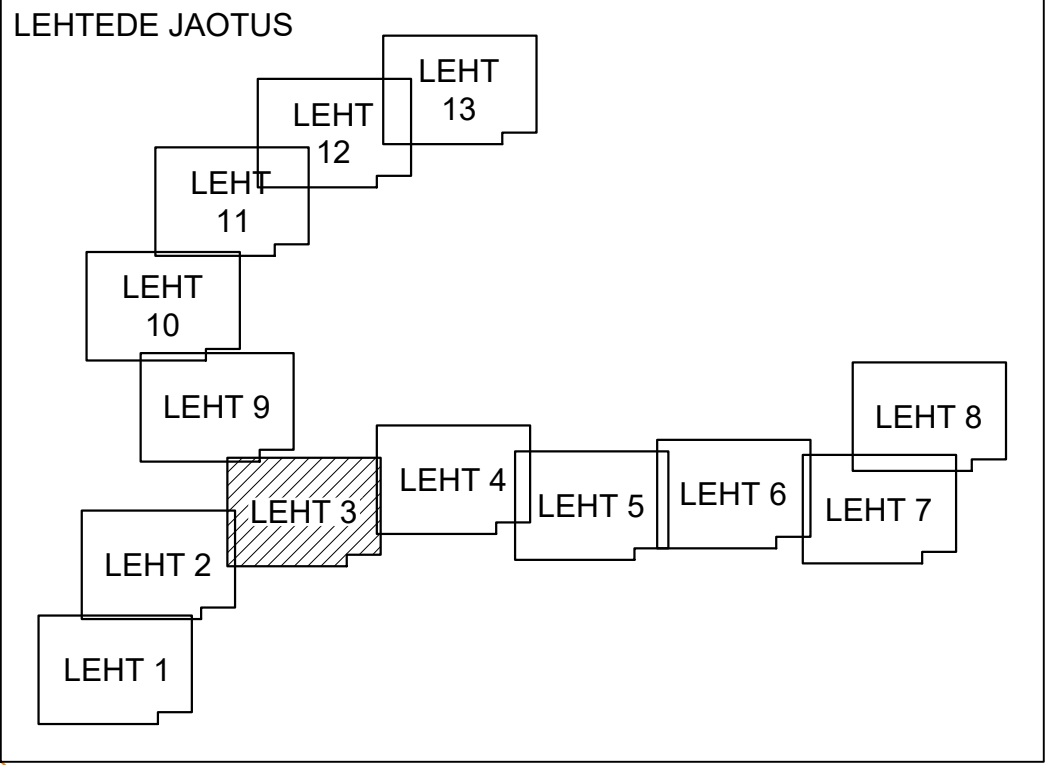 LEHTEDE JAOTUS
LEHT
13
LEHT
12
LEHT
11
LEHT
10
LEHT 9
LEHT 8
LEHT 4
LEHT 6
LEHT 5
LEHT 7
LEHT 3
LEHT 2
LEHT 1